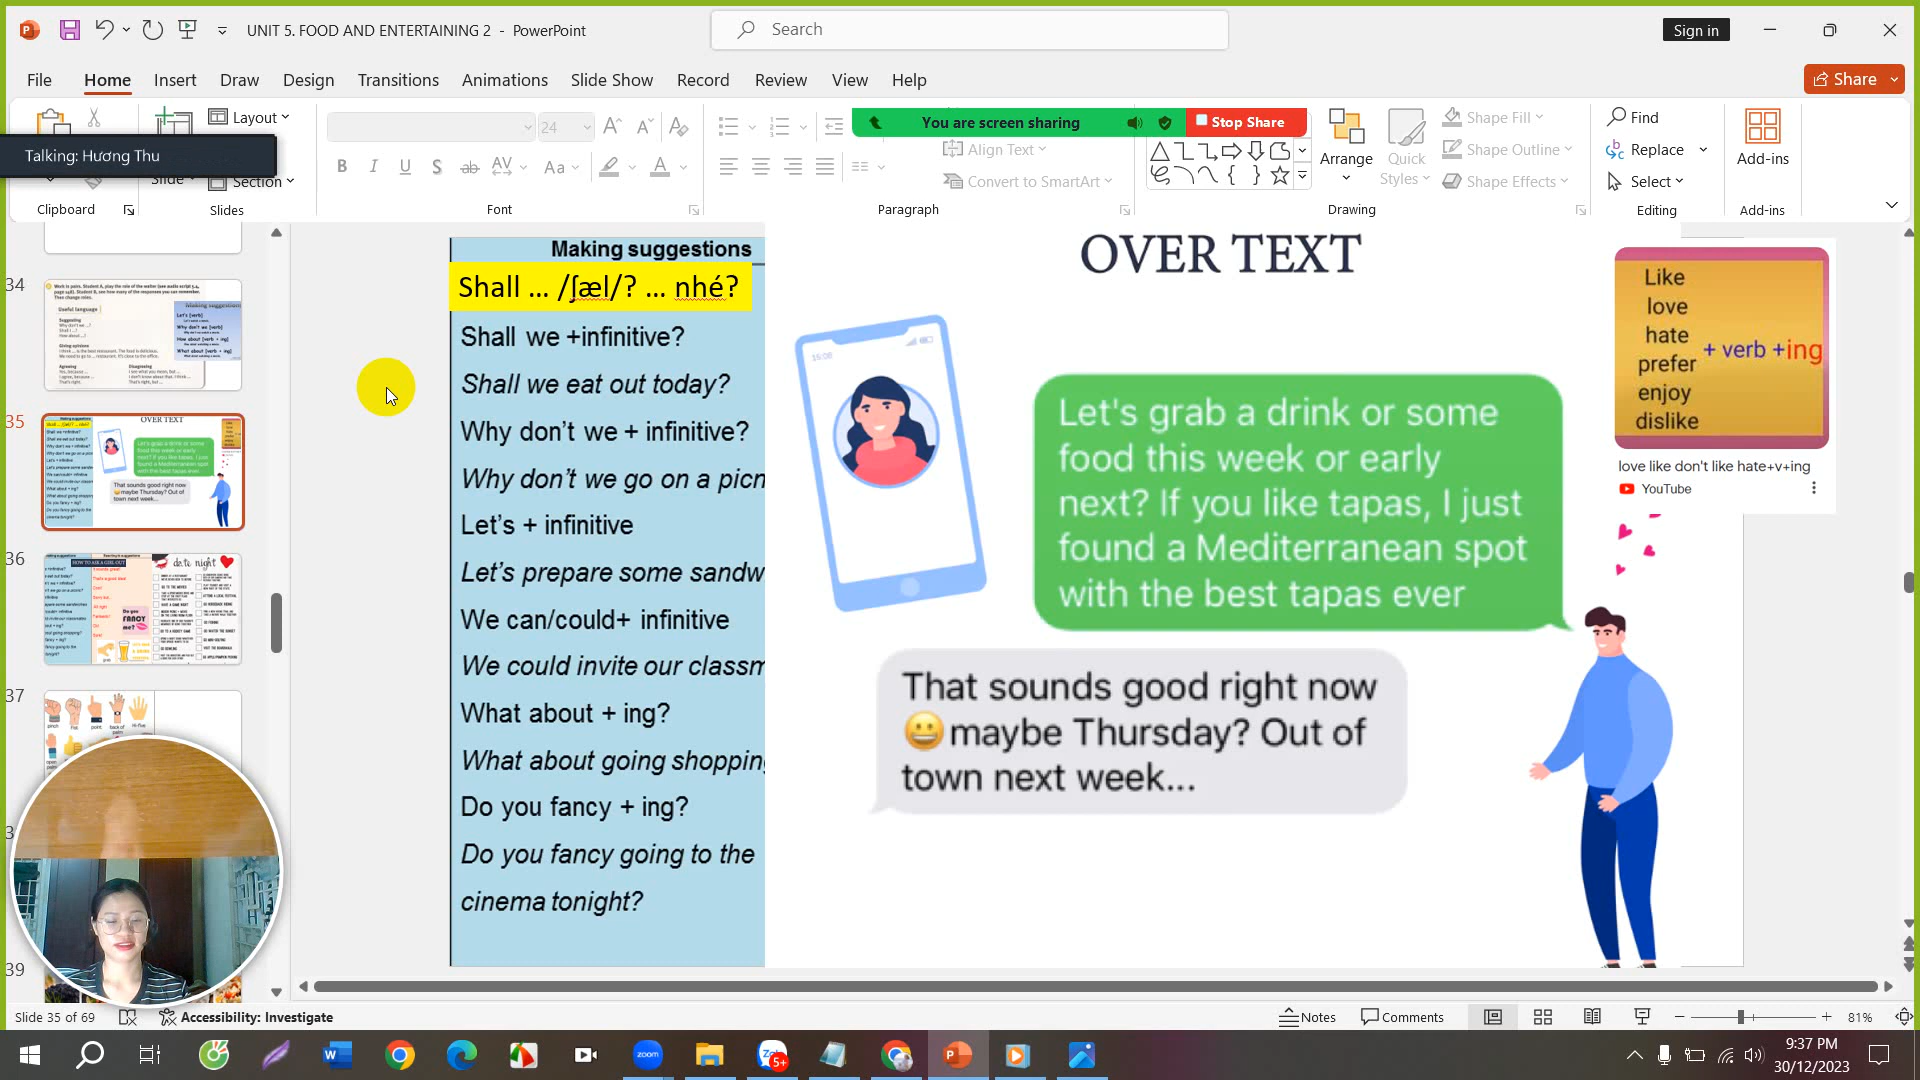 UNIT 5. FOOD AND ENTERTAINING 2 - PowerPoint
Search
Sign in
File Home Insert Draw Design Transitions Animations Slide Show Record Review View Help
Share
Talking: Hương Thu
Layout
Slide
Section
24
You are screen sharing
Stop Share
Align Text
Convert to SmartArt
Arrange
Quick
Styles
Shape Fill
Shape Outline
Shape Effects
Find
Replace
Select
Add-ins
Clipboard
Slides
Font
Paragraph
Drawing
Editing
Add-ins
34
35
36
37
39
Making suggestions
Shall ... /ʃæl/? ... nhé?
Shall we +infinitive?
Shall we eat out today?
Why don't we + infinitive?
Why don't we go on a picn
Let's + infinitive
Let's prepare some sandw
We can/could+ infinitive
We could invite our classm
What about + ing?
What about going shopping
Do you fancy + ing?
Do you fancy going to the
cinema tonight?
OVER TEXT
15:08
Let's grab a drink or some
food this week or early
next? If you like tapas, I just
found a Mediterranean spot
with the best tapas ever
That sounds good right now
😀 maybe Thursday? Out of
town next week...
Like
love
hate
prefer
enjoy
dislike
+ verb +ing
love like don't like hate+v+ing
YouTube
Slide 35 of 69
Accessibility: Investigate
Notes
Comments
81%
zoom
5+
9:37 PM
30/12/2023